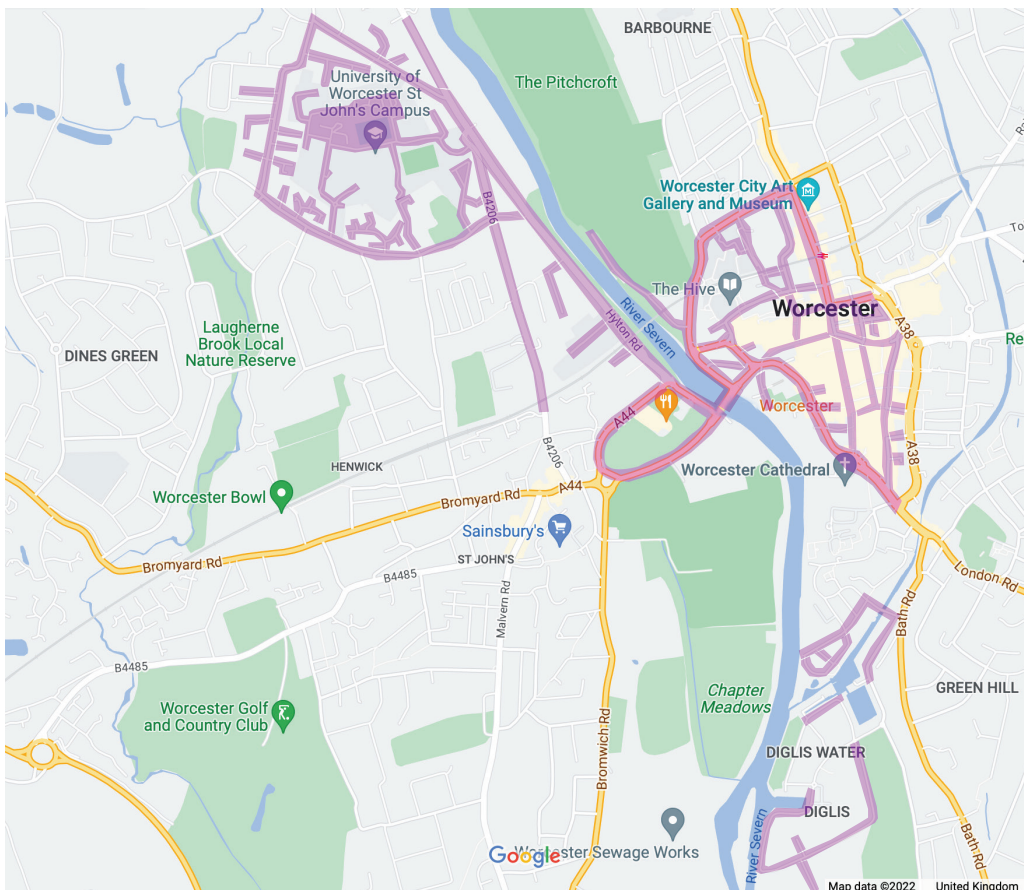 BARBOURNE
University of
Worcester St
John's Campus
The Pitchcroft
Worcester City Art
Gallery and Museum
B4206
The Hive
Worcester
River Severn
Hylton Rd
A38
Laugherne
Brook Local
Nature Reserve
DINES GREEN
Re
To
A44
Worcester
B4206
HENWICK
Worcester Cathedral
A38
Worcester Bowl
Bromyard Rd
A44
Sainsbury's
Bromyard Rd
ST JOHN'S
B4485
London Rd
Malvern Rd
Bath Rd
B4485
Chapter
Meadows
GREEN HILL
Worcester Golf
and Country Club
Bromwich Rd
DIGLIS WATER
DIGLIS
River Severn
Bath Rd
Google
Worcester Sewage Works
Map data ©2022 United Kingdom